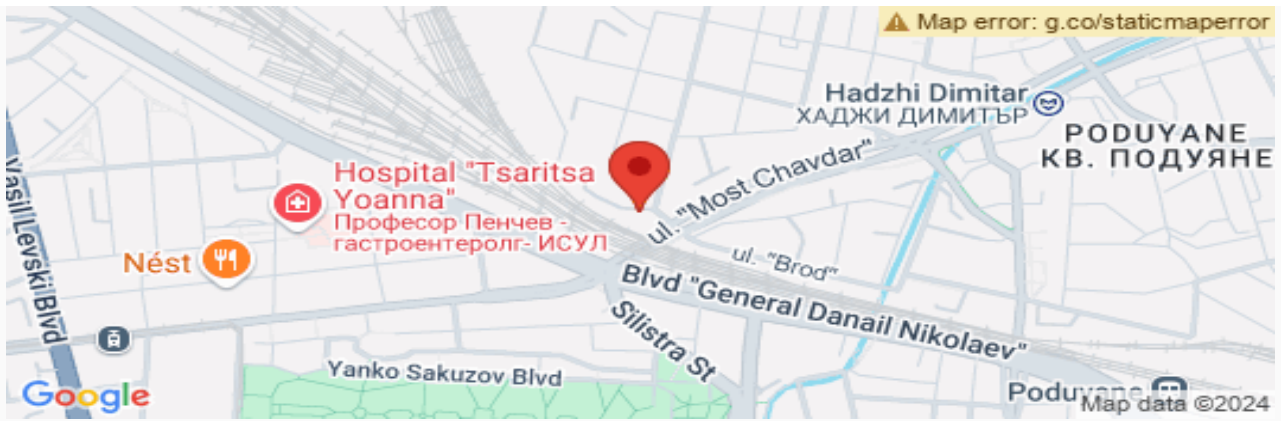 Map error: g.co/staticmaperror
Hadzhi Dimitar
ХАДЖИ ДИМИТЪР
PODUYANE
КВ. ПОДУЯНЕ
Hospital "Tsaritsa
Yoanna"
Професор Пенчев -
гастроентеролг- ИСУЛ
ul. "Most Chavdar"
Nést
ul. "Brod"
Vasil Levski Blvd
Blvd "General Danail Nikolaev"
Silistra St
Yanko Sakuzov Blvd
Google
Poduyane
Map data ©2024